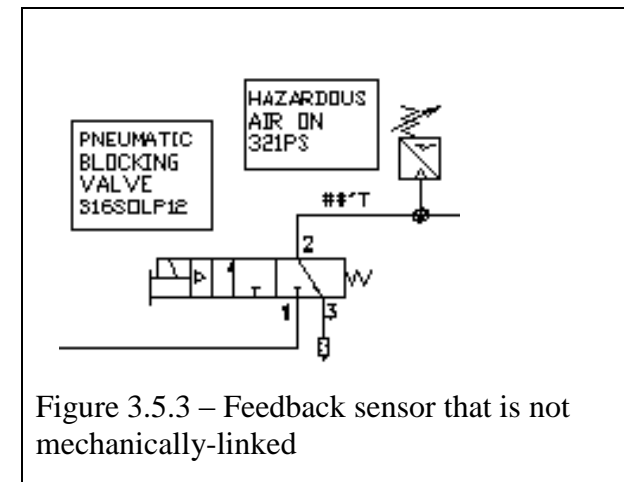 HAZARDOUS
AIR ON
321PS
PNEUMATIC
BLOCKING
VALVE
316SOLP12
##"T
2
1
3
Figure 3.5.3 – Feedback sensor that is not
mechanically-linked